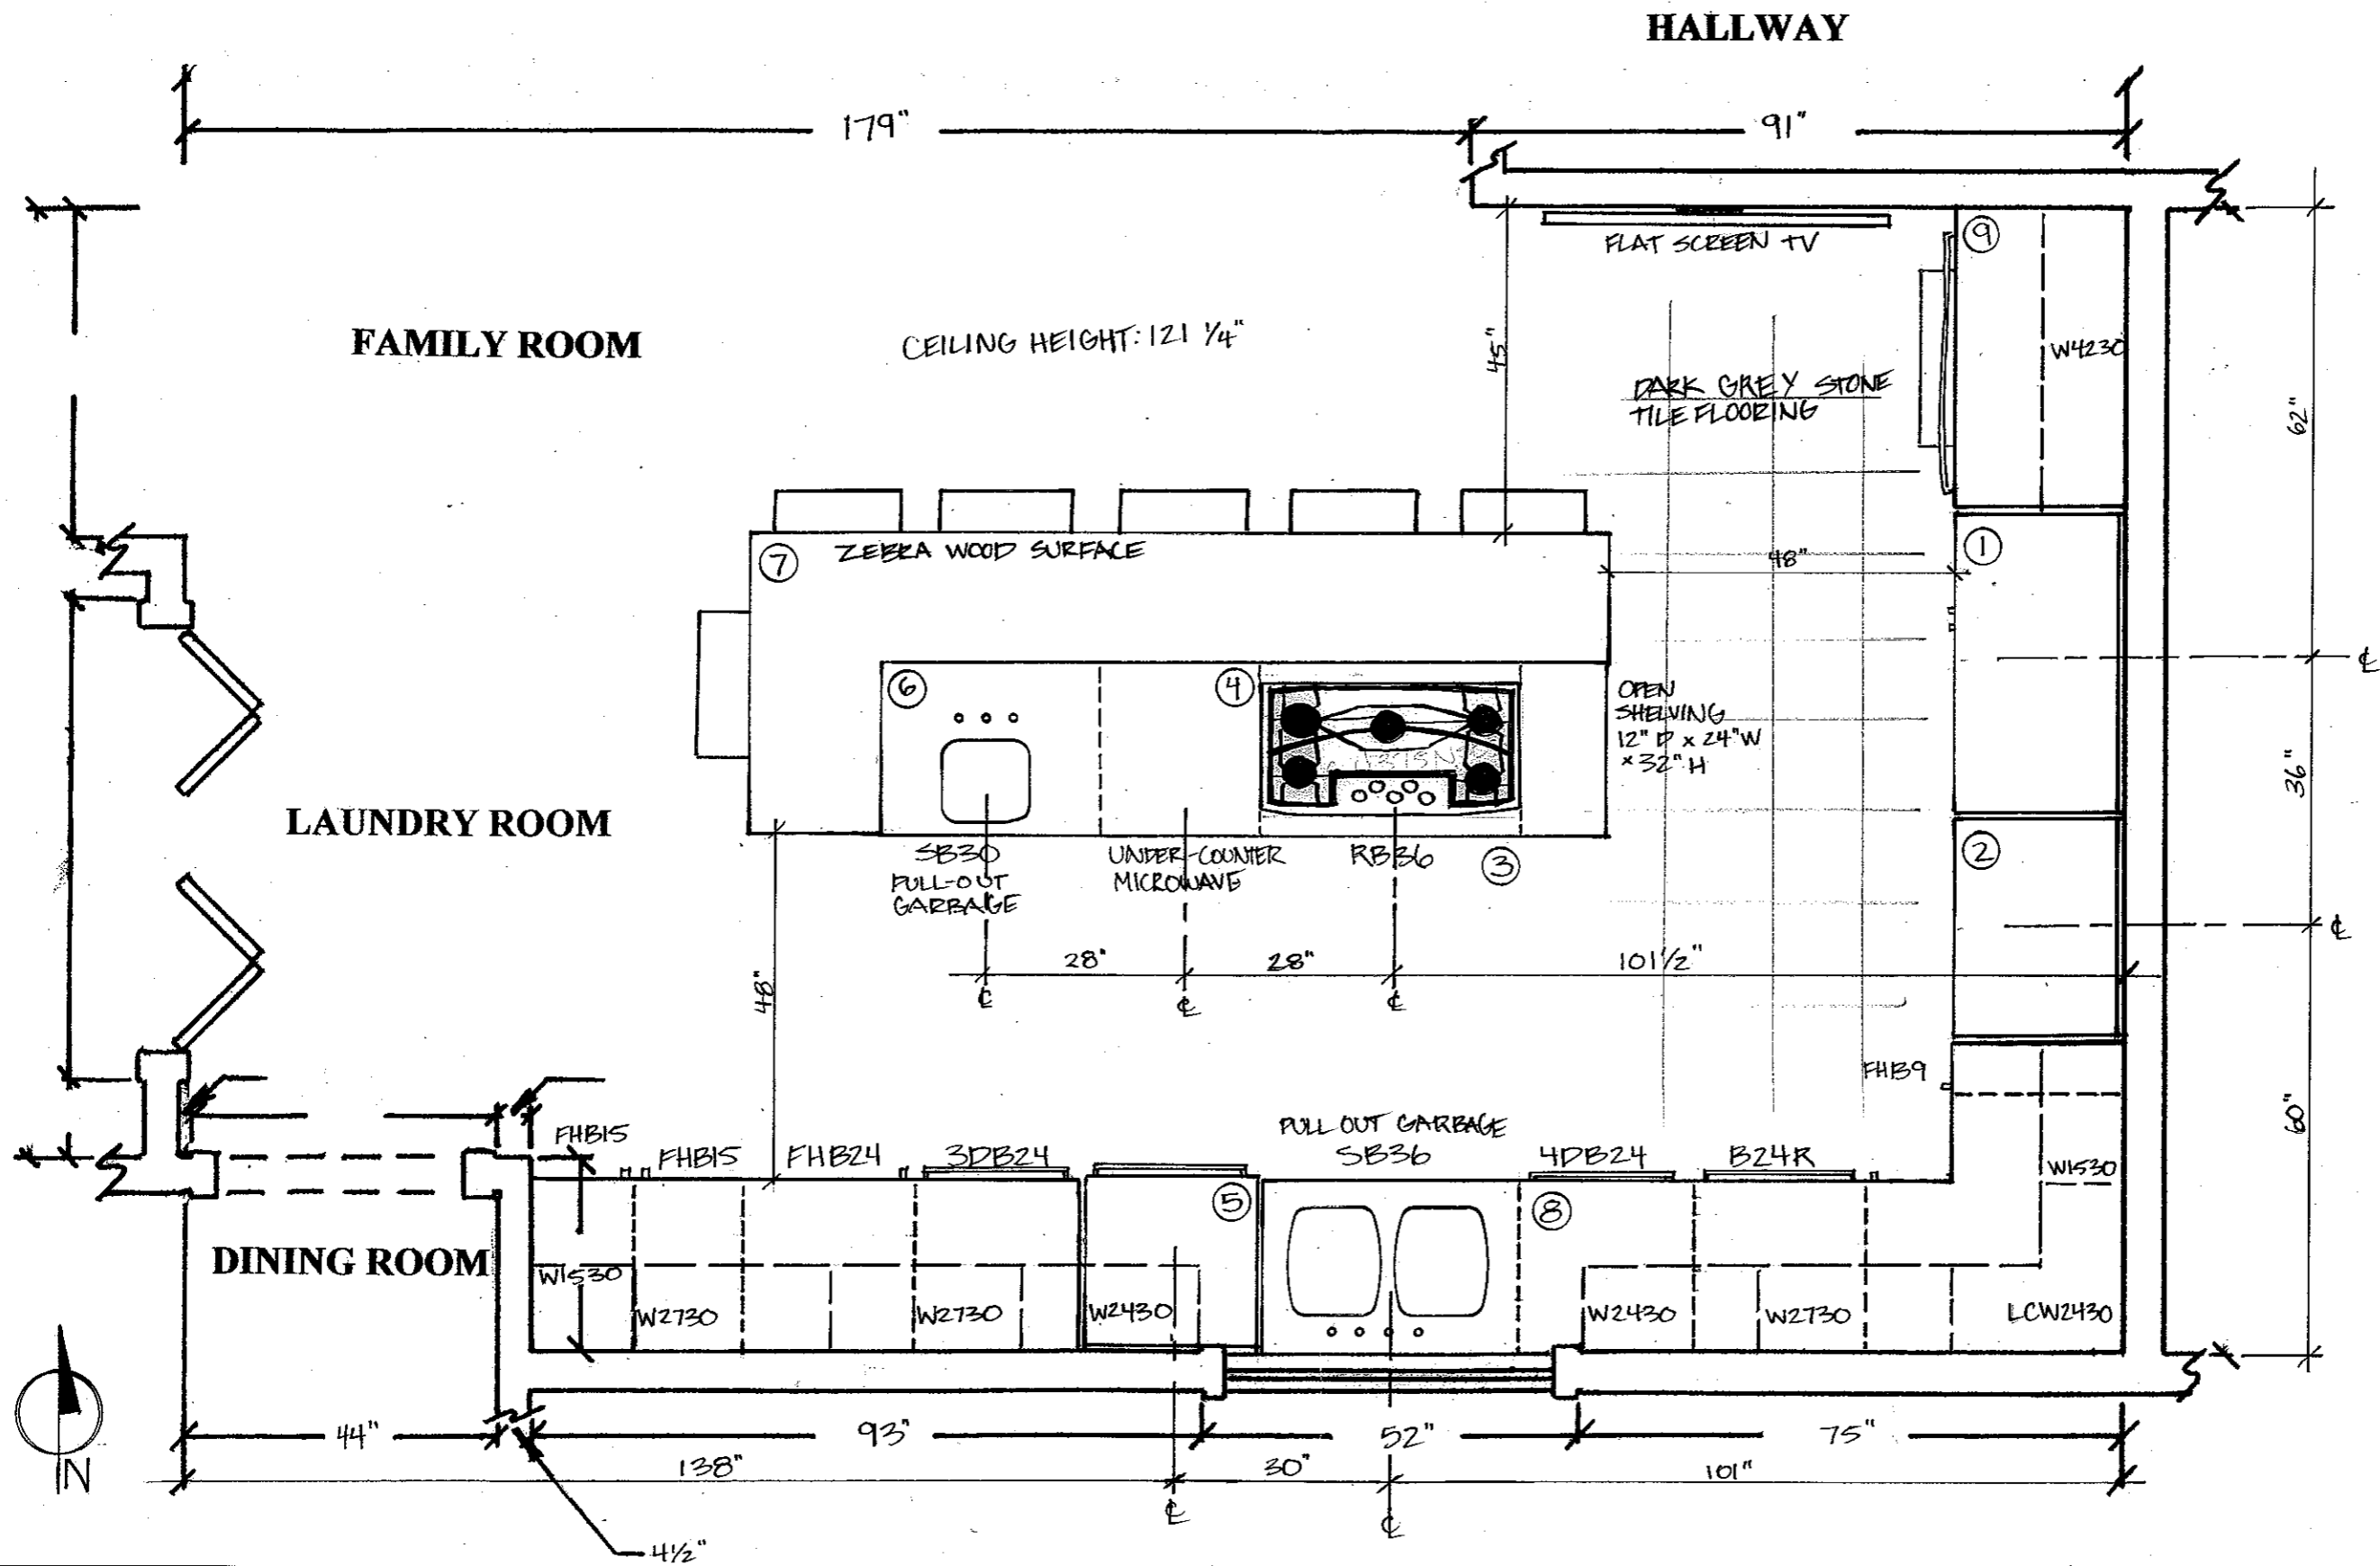 HALLWAY
179"
91"
FLAT SCREEN TV
9
FAMILY ROOM
CEILING HEIGHT: 121 1/4"
45"
W4230
DARK GREY STONE
TILE FLOORING
62"
7
ZEBRA WOOD SURFACE
1
48"
6
4
OPEN
SHELVING
12" D x 24" W
x 32" H
36"
LAUNDRY ROOM
SB30
PULL-OUT
GARBAGE
UNDER-COUNTER
MICROWAVE
RB36
3
2
28"
28"
101 1/2"
48"
FHB9
60"
FHB15
FHB15
FHB24
3DB24
PULL OUT GARBAGE
SB36
4DB24
B24R
W1530
5
8
DINING ROOM
W1530
W2730
W2730
W2430
W2430
W2730
LCW2430
N
44"
93"
52"
75"
138"
30"
101"
4 1/2"